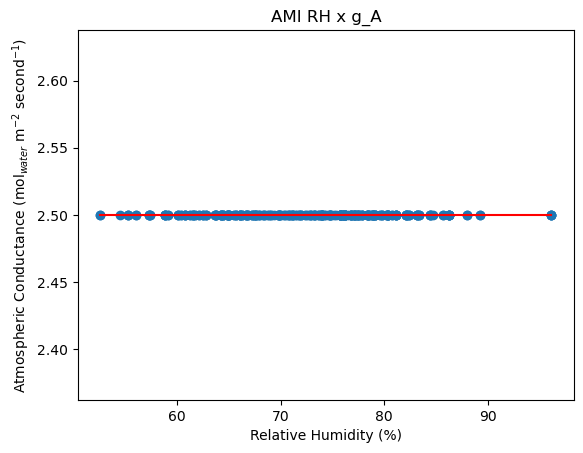 AMI RH x g_A
Atmospheric Conductance (mol_water m⁻² second⁻¹)
2.60
2.55
2.50
2.45
2.40
60 70 80 90
Relative Humidity (%)